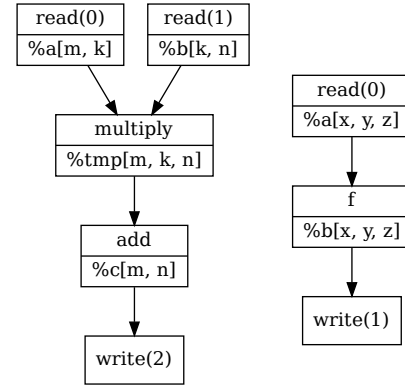 read(0)
%a[m, k]
read(1)
%b[k, n]
multiply
%tmp[m, k, n]
add
%c[m, n]
write(2)
read(0)
%a[x, y, z]
f
%b[x, y, z]
write(1)